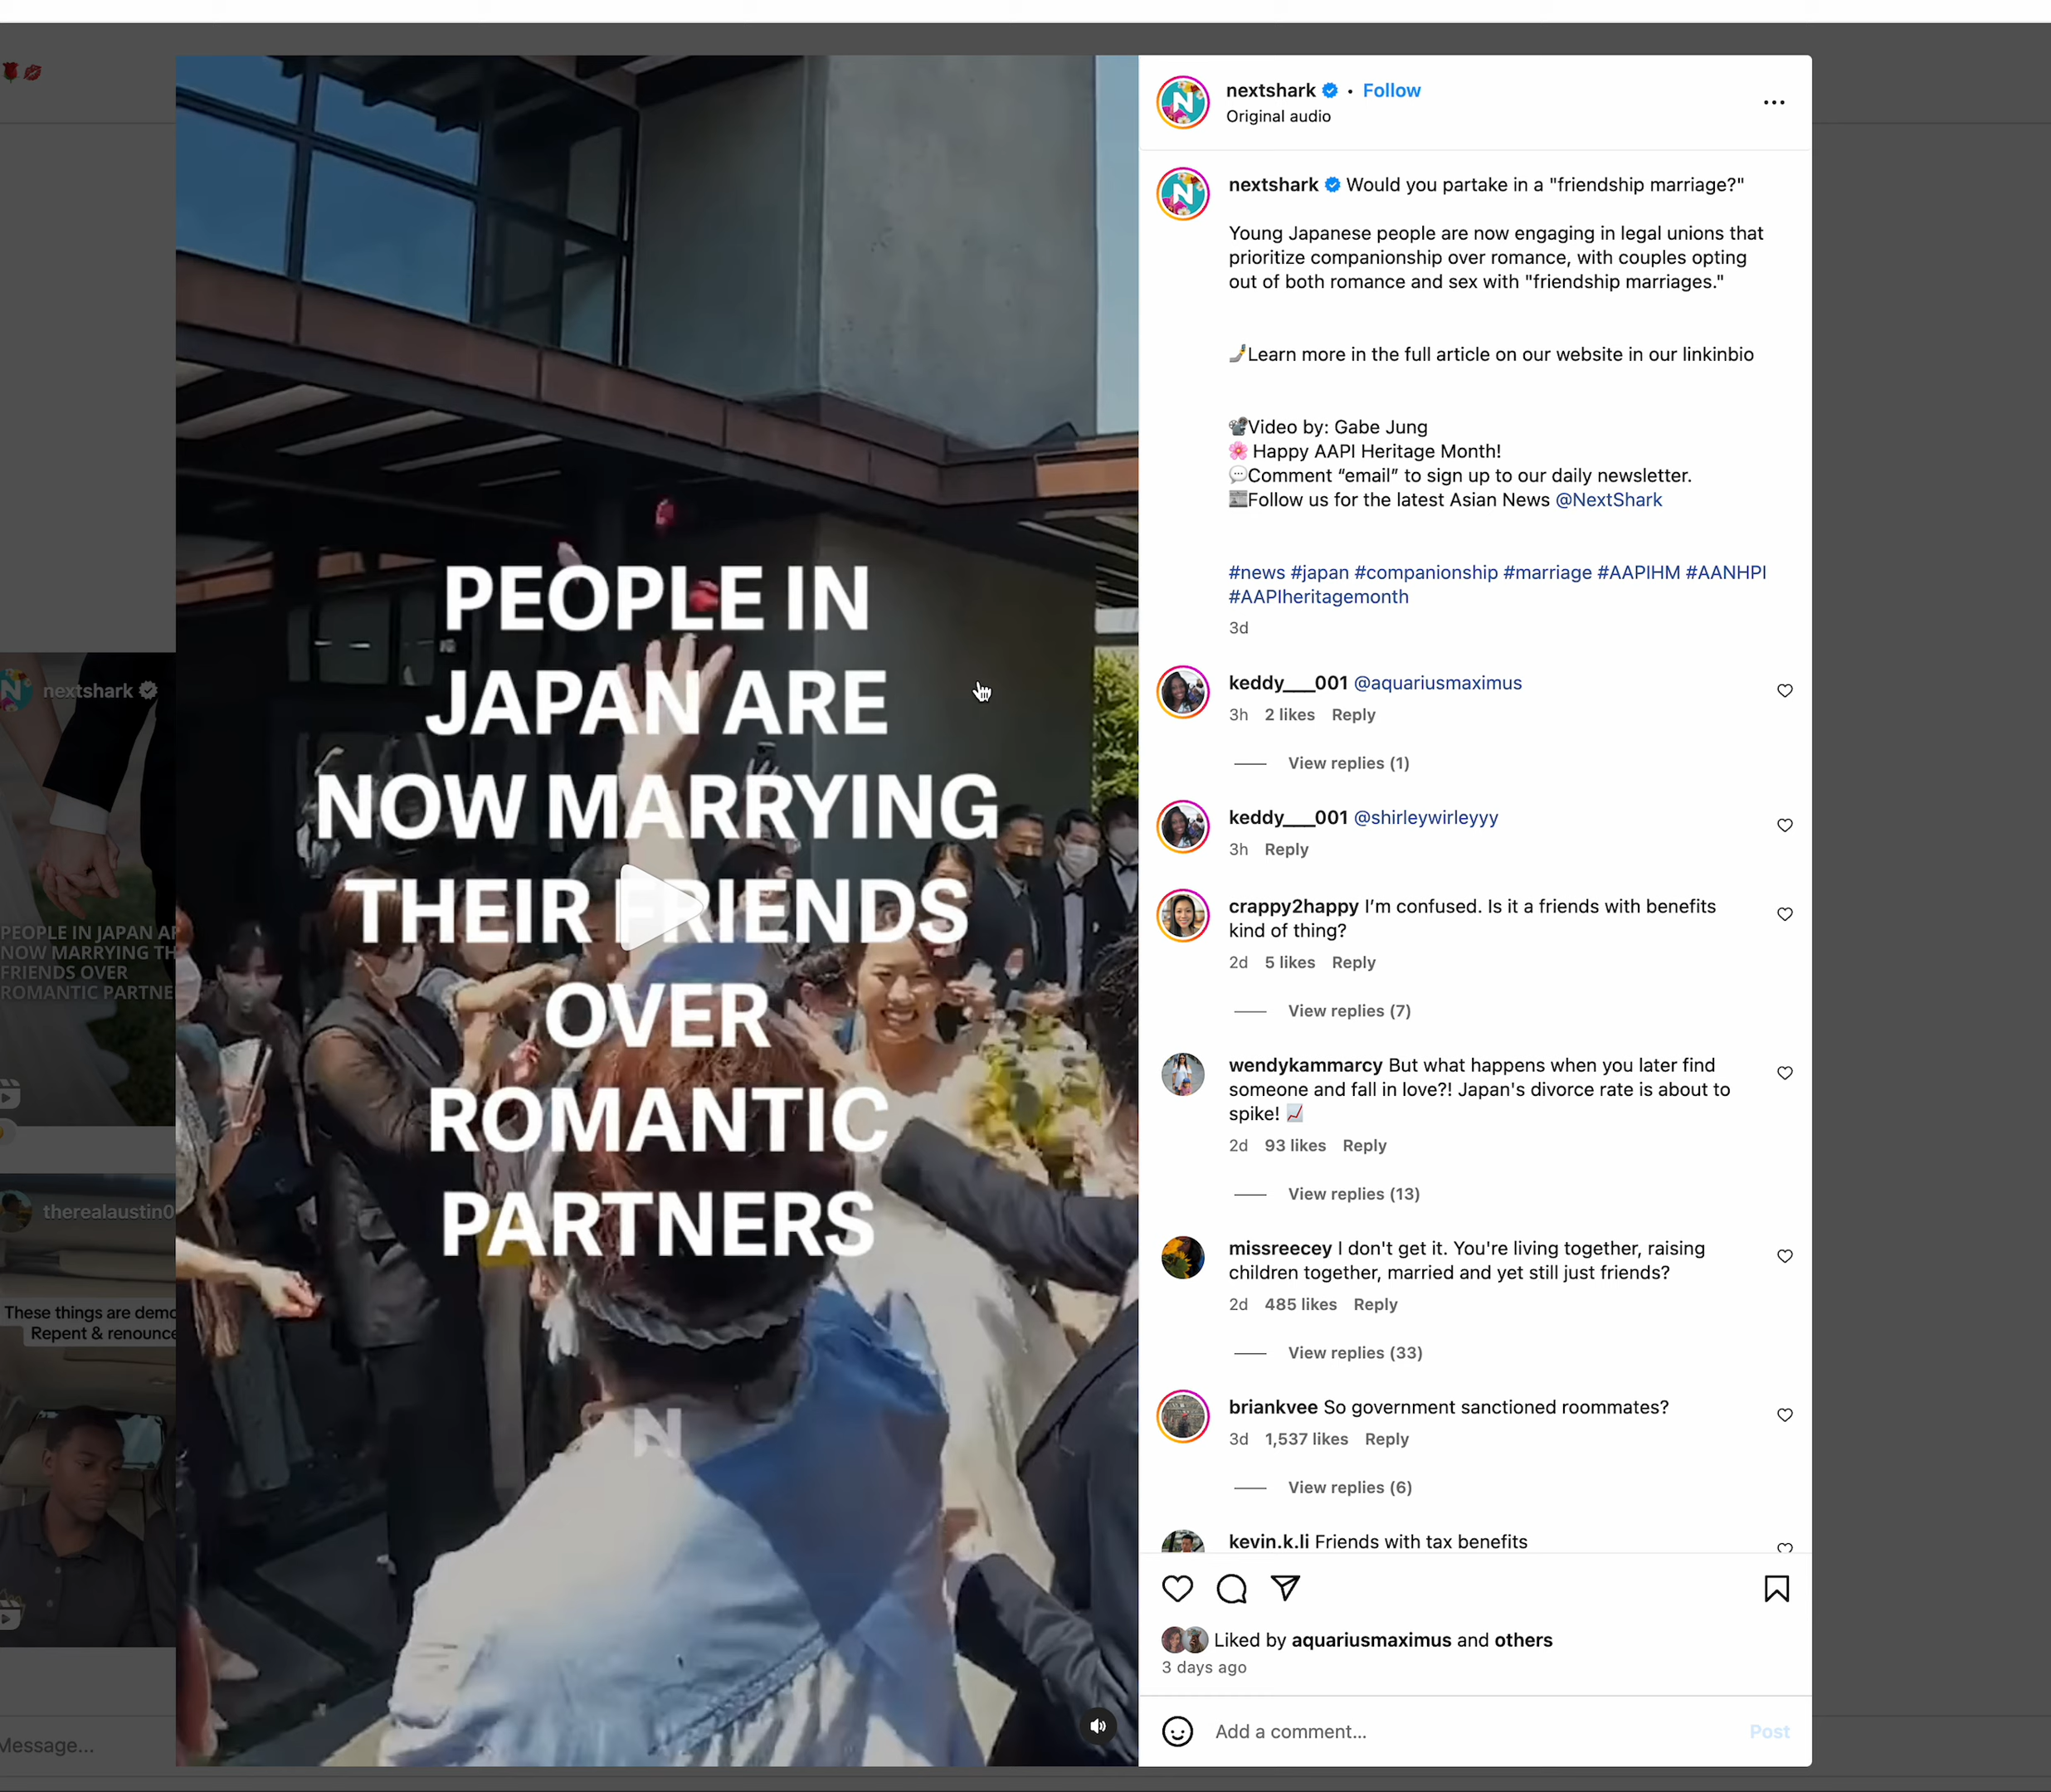 nextshark
PEOPLE IN JAPAN AR
NOW MARRYING TH
FRIENDS OVER
ROMANTIC PARTNE
therealaustin0
These things are demo
Repent & renounce
Message...
PEOPLE IN
JAPAN ARE
NOW MARRYING
THEIR FRIENDS
OVER
ROMANTIC
PARTNERS
N
nextshark • Follow
Original audio
nextshark Would you partake in a "friendship marriage?"
Young Japanese people are now engaging in legal unions that
prioritize companionship over romance, with couples opting
out of both romance and sex with "friendship marriages."
🤳Learn more in the full article on our website in our linkinbio
📽Video by: Gabe Jung
🌸 Happy AAPI Heritage Month!
💬Comment “email” to sign up to our daily newsletter.
📰Follow us for the latest Asian News @NextShark
#news #japan #companionship #marriage #AAPIHM #AANHPI
#AAPIheritagemonth
3d
keddy___001 @aquariusmaximus
3h 2 likes Reply
View replies (1)
keddy___001 @shirleywirleyyy
3h Reply
crappy2happy I’m confused. Is it a friends with benefits
kind of thing?
2d 5 likes Reply
View replies (7)
wendykammarcy But what happens when you later find
someone and fall in love?! Japan's divorce rate is about to
spike! 📈
2d 93 likes Reply
View replies (13)
missreecey I don't get it. You're living together, raising
children together, married and yet still just friends?
2d 485 likes Reply
View replies (33)
briankvee So government sanctioned roommates?
3d 1,537 likes Reply
View replies (6)
kevin.k.li Friends with tax benefits
Liked by aquariusmaximus and others
3 days ago
Add a comment...
Post